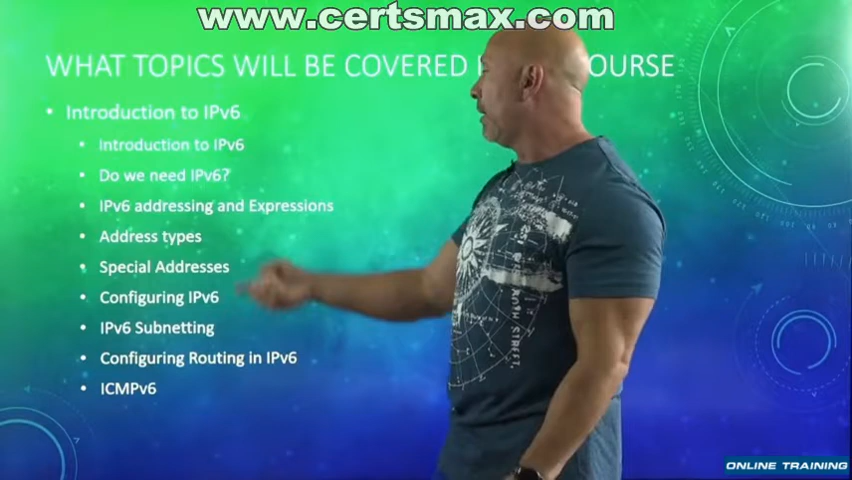 www.certsmax.com
WHAT TOPICS WILL BE COVERED OURSE
• Introduction to IPv6
• Introduction to IPv6
• Do we need IPv6?
• IPv6 addressing and Expressions
• Address types
• Special Addresses
• Configuring IPv6
• IPv6 Subnetting
• Configuring Routing in IPv6
• ICMPv6
STREET.
ONLINE TRAINING